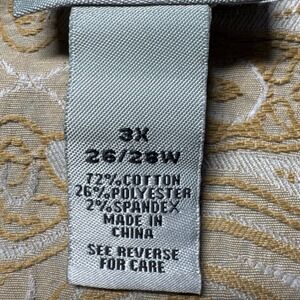 3X
26/28W
72%COTTON
26%POLYESTER
2%SPANDEX
MADE IN
CHINA
SEE REVERSE
FOR CARE